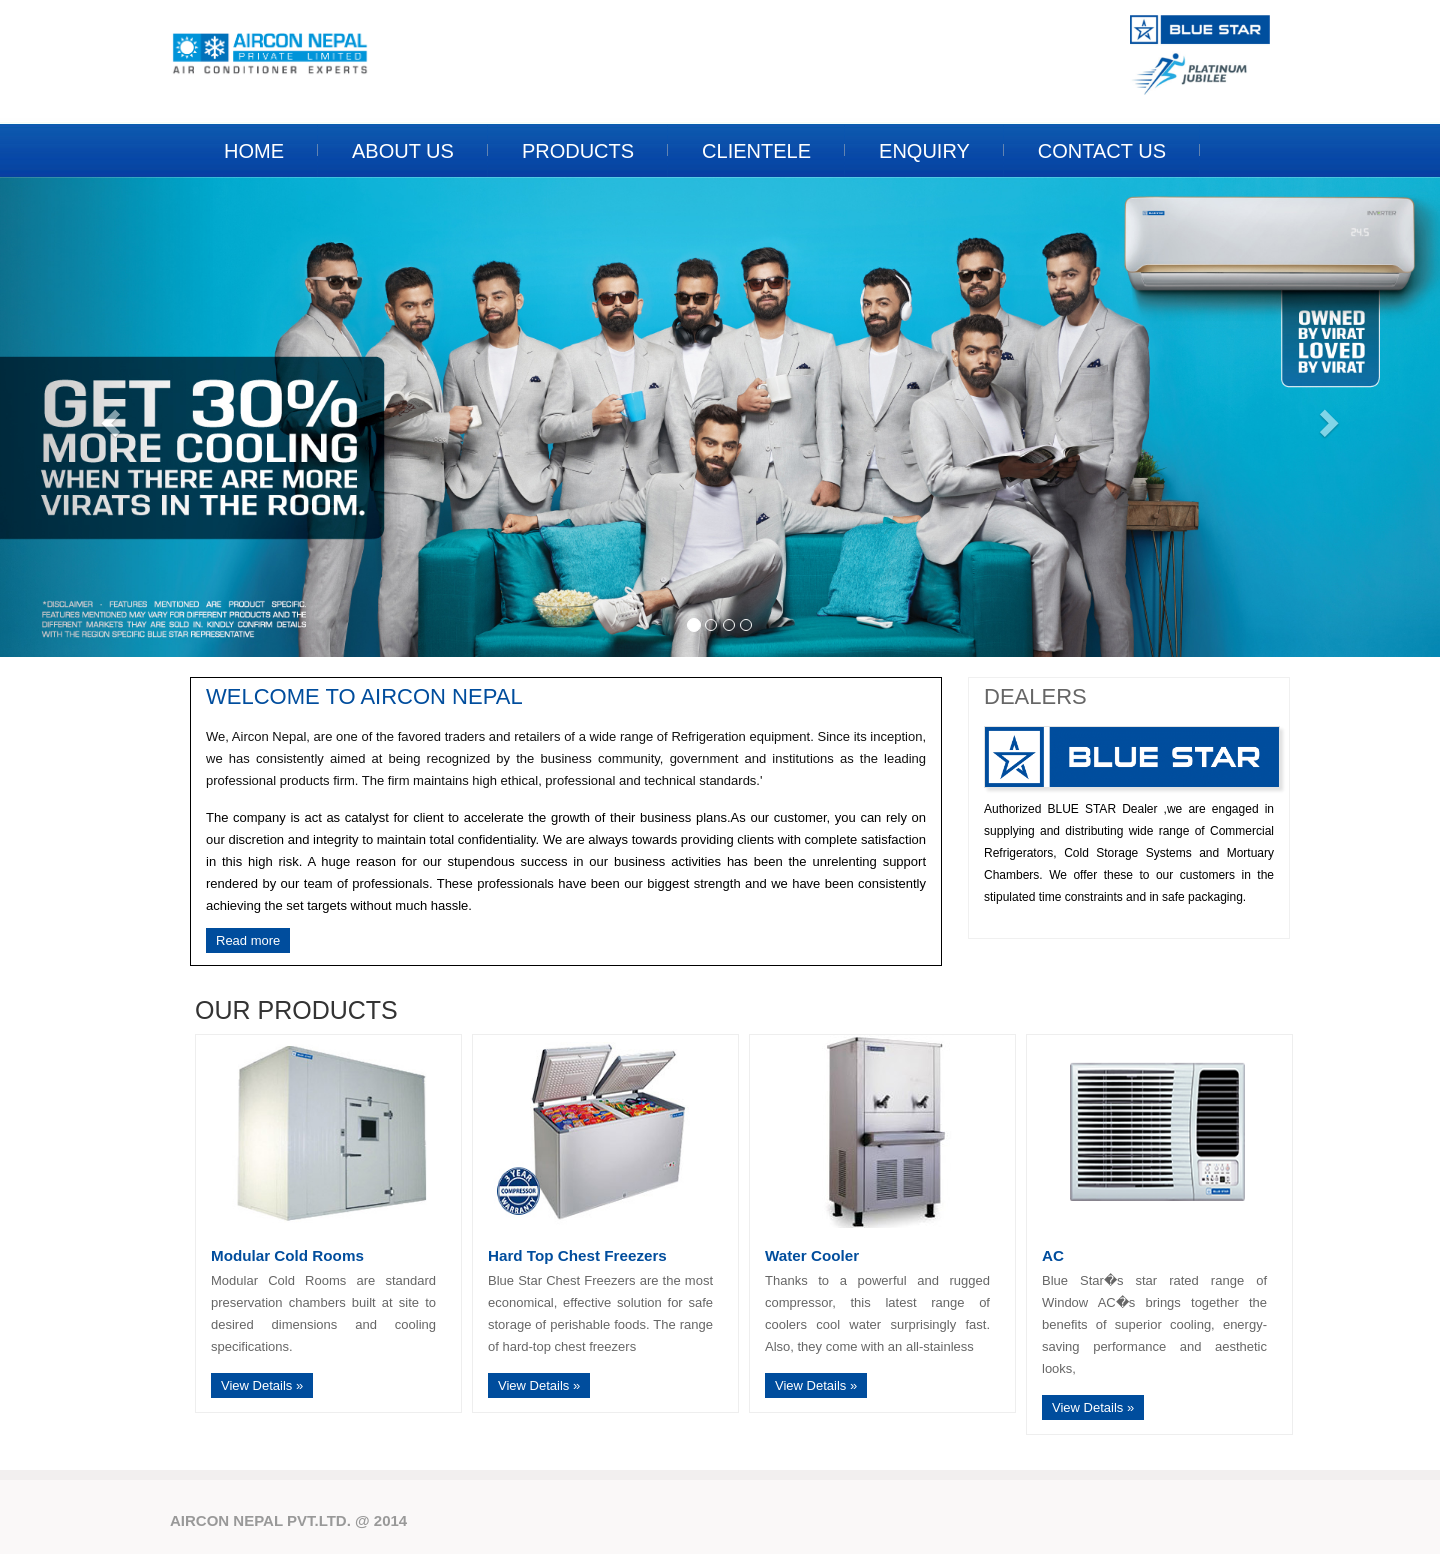 AIRCON NEPAL
PRIVATE LIMITED
AIR CONDITIONER EXPERTS
BLUE STAR
PLATINUM
JUBILEE
HOME
ABOUT US
PRODUCTS
CLIENTELE
ENQUIRY
CONTACT US
BLUE STAR
INVERTER
24.5
OWNED
BY VIRAT
LOVED
BY VIRAT
GET 30%
MORE COOLING
WHEN THERE ARE MORE
VIRATS IN THE ROOM.
*DISCLAIMER - FEATURES MENTIONED ARE PRODUCT SPECIFIC.
FEATURES MENTIONED MAY VARY FOR DIFFERENT PRODUCTS AND THE
DIFFERENT MARKETS THAY ARE SOLD IN. KINDLY CONFIRM DETAILS
WITH THE REGION SPECIFIC BLUE STAR REPRESENTATIVE
WELCOME TO AIRCON NEPAL
We, Aircon Nepal, are one of the favored traders and retailers of a wide range of Refrigeration equipment. Since its inception,
we has consistently aimed at being recognized by the business community, government and institutions as the leading
professional products firm. The firm maintains high ethical, professional and technical standards.'
The company is act as catalyst for client to accelerate the growth of their business plans.As our customer, you can rely on
our discretion and integrity to maintain total confidentiality. We are always towards providing clients with complete satisfaction
in this high risk. A huge reason for our stupendous success in our business activities has been the unrelenting support
rendered by our team of professionals. These professionals have been our biggest strength and we have been consistently
achieving the set targets without much hassle.
Read more
DEALERS
BLUE STAR
Authorized BLUE STAR Dealer ,we are engaged in
supplying and distributing wide range of Commercial
Refrigerators, Cold Storage Systems and Mortuary
Chambers. We offer these to our customers in the
stipulated time constraints and in safe packaging.
OUR PRODUCTS
Modular Cold Rooms
Modular Cold Rooms are standard
preservation chambers built at site to
desired dimensions and cooling
specifications.
View Details »
3 YEAR
COMPRESSOR
WARRANTY
Hard Top Chest Freezers
Blue Star Chest Freezers are the most
economical, effective solution for safe
storage of perishable foods. The range
of hard-top chest freezers
View Details »
Water Cooler
Thanks to a powerful and rugged
compressor, this latest range of
coolers cool water surprisingly fast.
Also, they come with an all-stainless
View Details »
BLUE STAR
AC
Blue Star�s star rated range of
Window AC�s brings together the
benefits of superior cooling, energy-
saving performance and aesthetic
looks,
View Details »
AIRCON NEPAL PVT.LTD. @ 2014